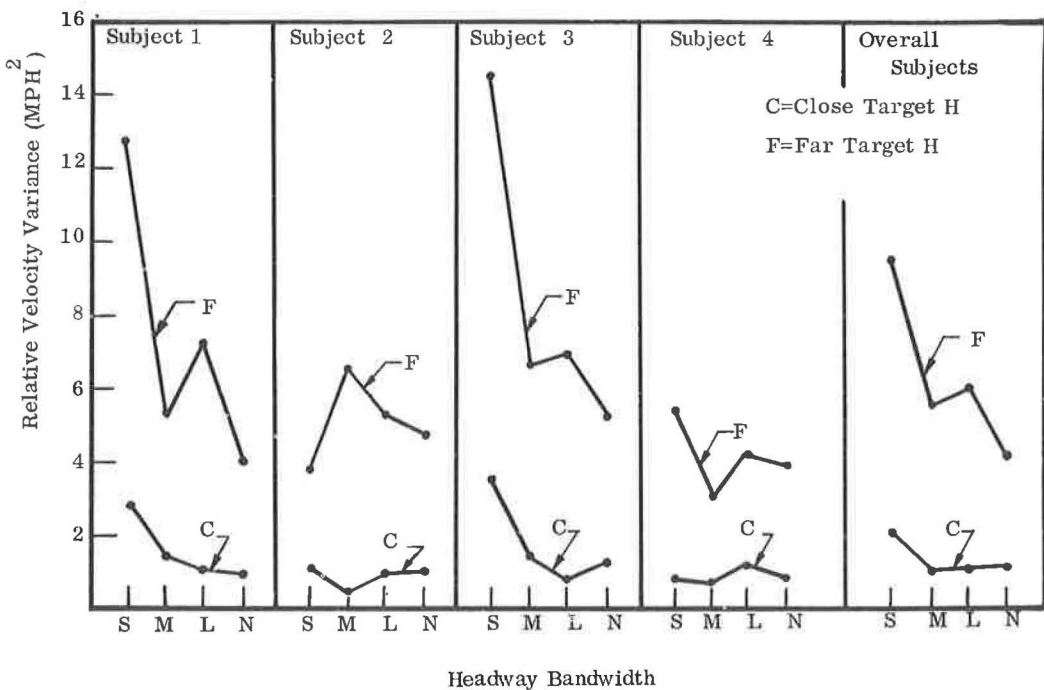 Relative Velocity Variance (MPH²)
16
14
12
10
8
6
4
2
Subject 1
F
C
S M L N
Subject 2
F
C
S M L N
Subject 3
F
C
S M L N
Subject 4
F
C
S M L N
Overall
Subjects
C=Close Target H
F=Far Target H
F
C
S M L N
Headway Bandwidth